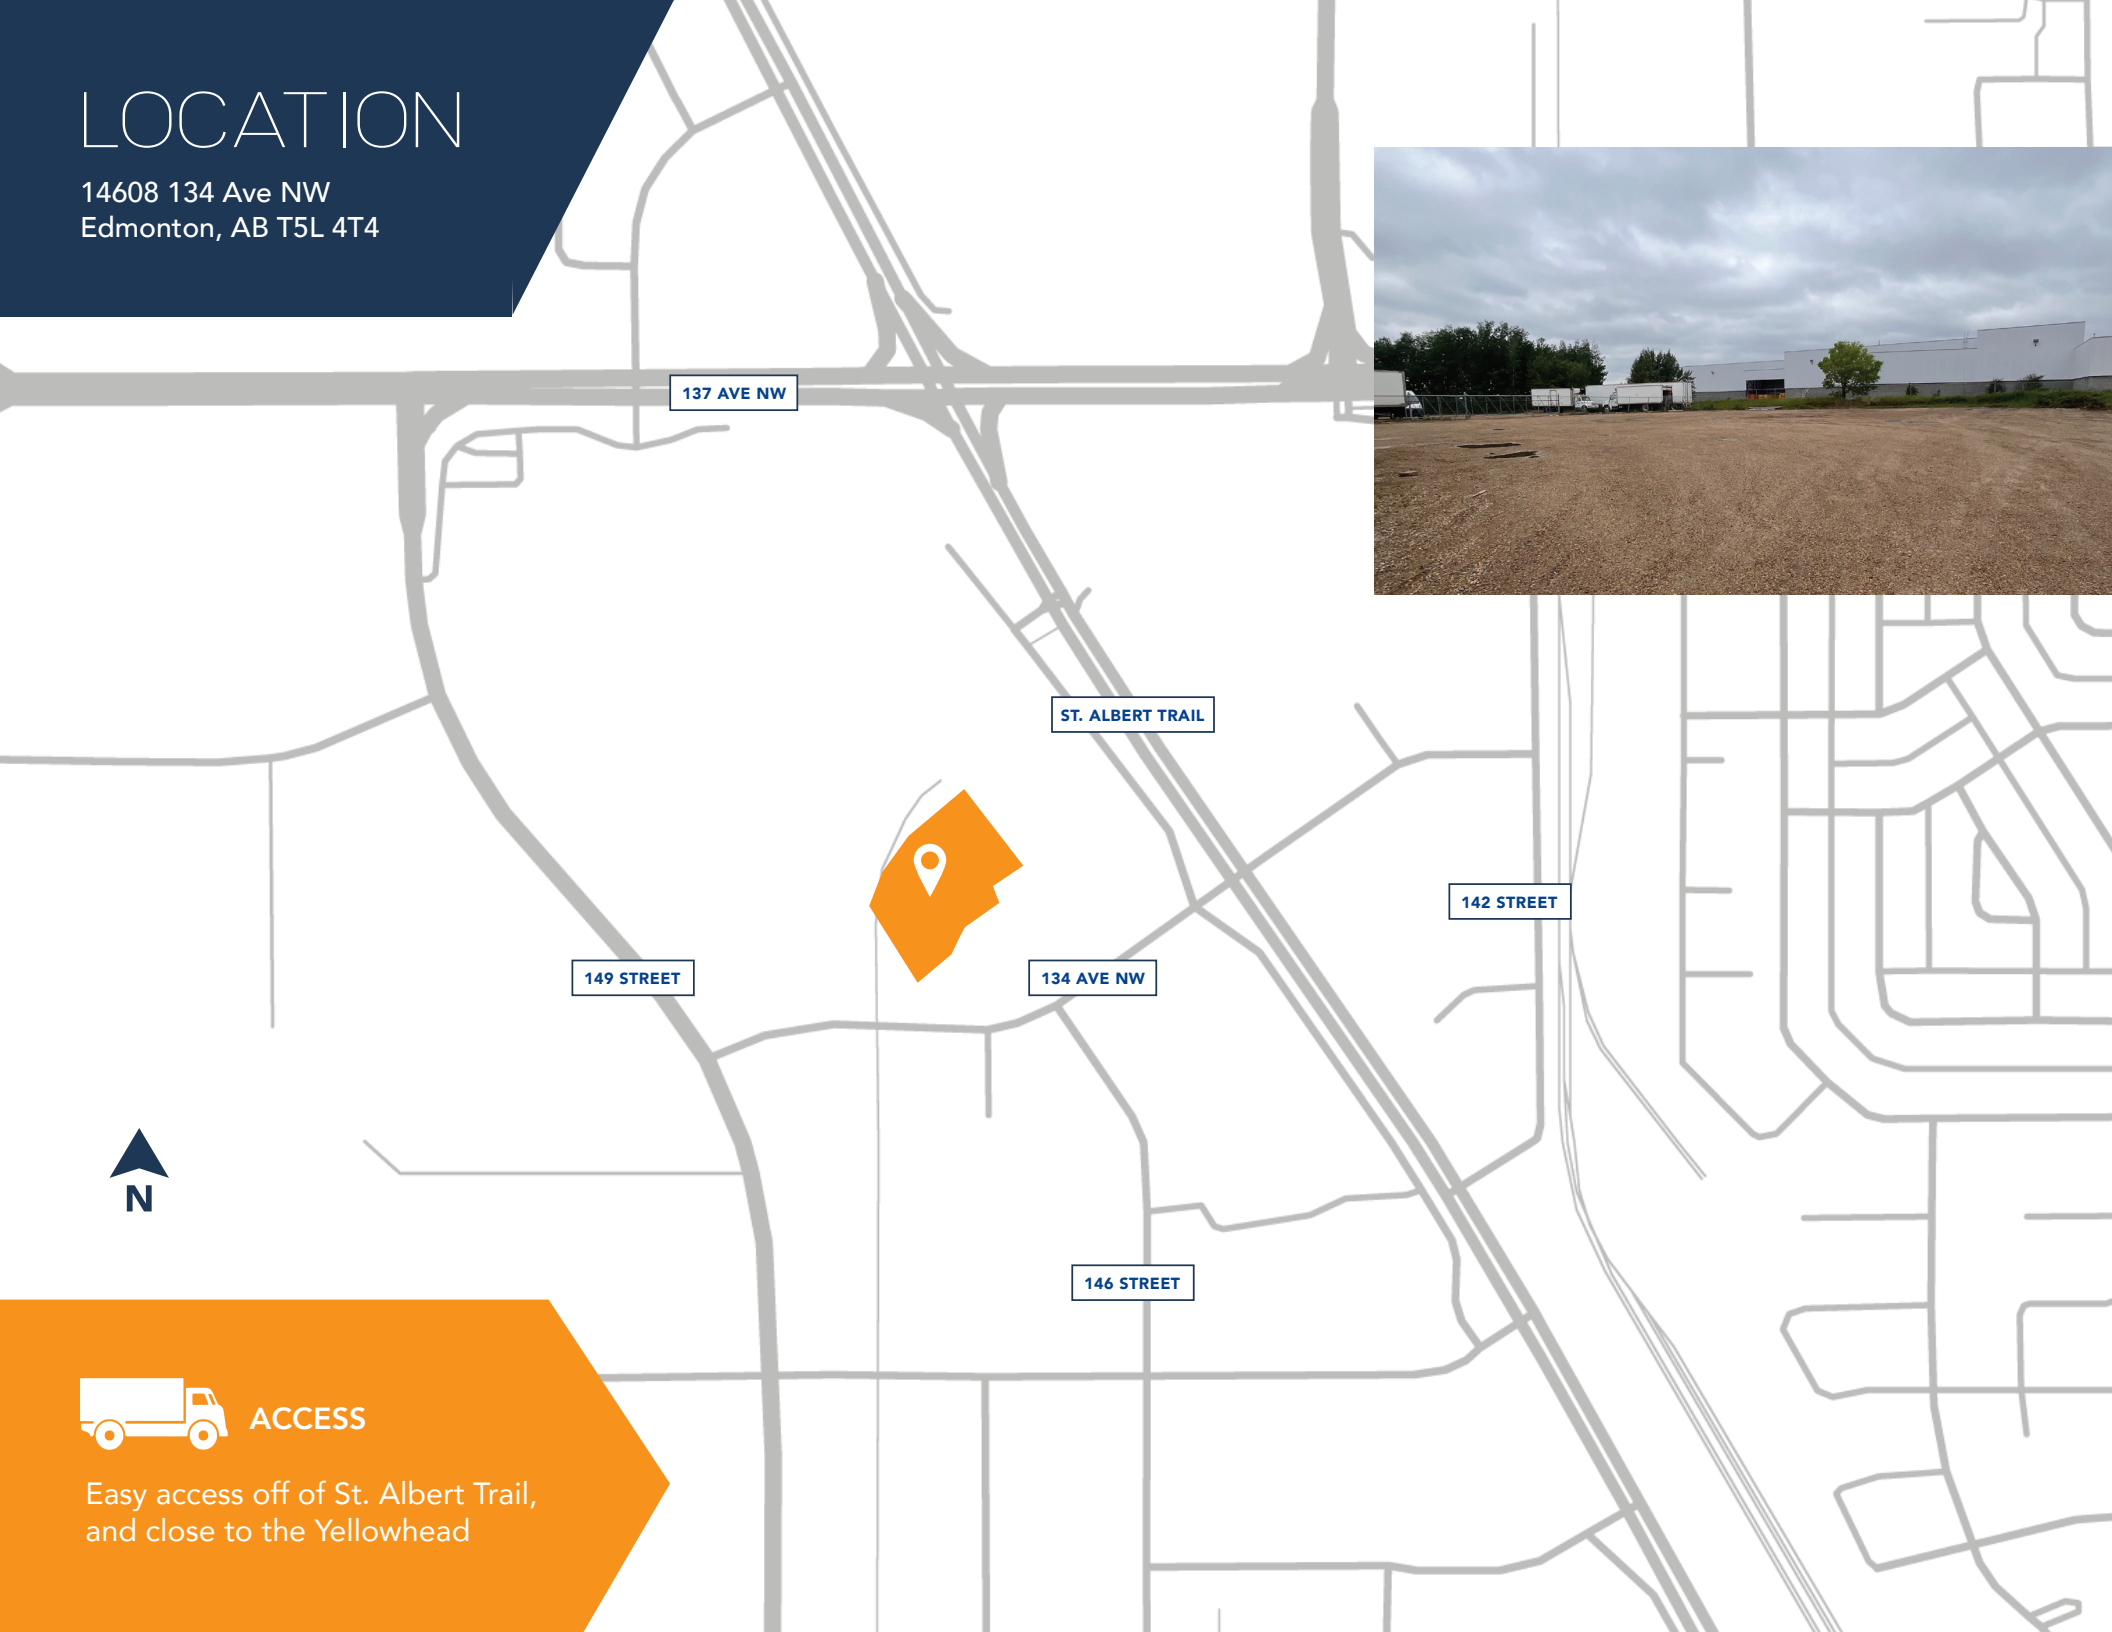 LOCATION
14608 134 Ave NW
Edmonton, AB T5L 4T4
137 AVE NW
ST. ALBERT TRAIL
142 STREET
149 STREET
134 AVE NW
N
146 STREET
ACCESS
Easy access off of St. Albert Trail,
and close to the Yellowhead